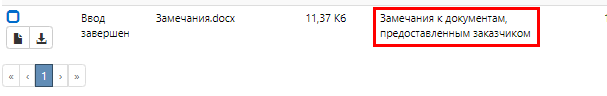 Ввод завершен
Замечания.docx
11,37 Кб
Замечания к документам,
предоставленным заказчиком
« ‹ 1 › »